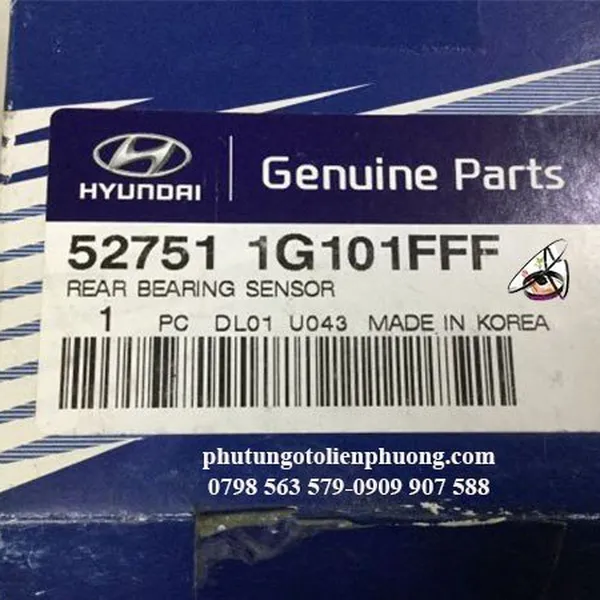 HYUNDAI
Genuine Parts
52751 1G101FFF
REAR BEARING SENSOR
1 PC DL01 U043 MADE IN KOREA
phutungotolienphuong.com
0798 563 579-0909 907 588